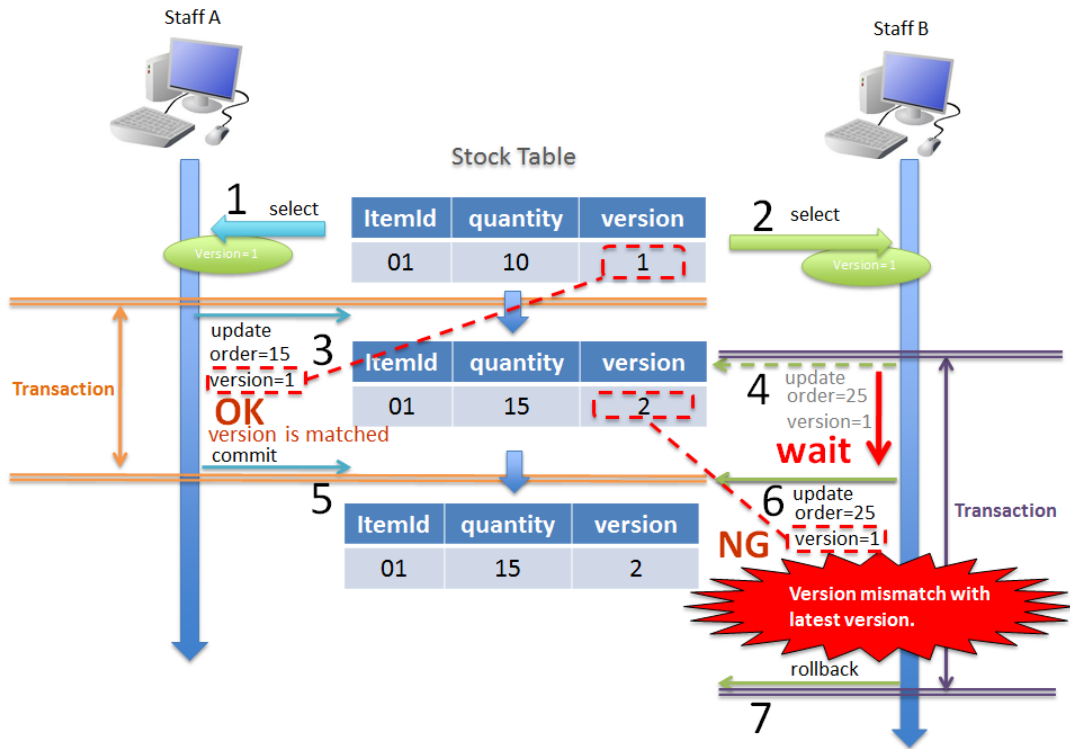 Staff A
Staff B
Stock Table
1 select
2 select
ItemId quantity version
01 10 1
Version=1
Version=1
update
order=15
version=1
3
OK
version is matched
commit
Transaction
ItemId quantity version
01 15 2
4 update
order=25
version=1
wait
5
ItemId quantity version
01 15 2
6 update
order=25
version=1
NG
Transaction
Version mismatch with
latest version.
rollback
7